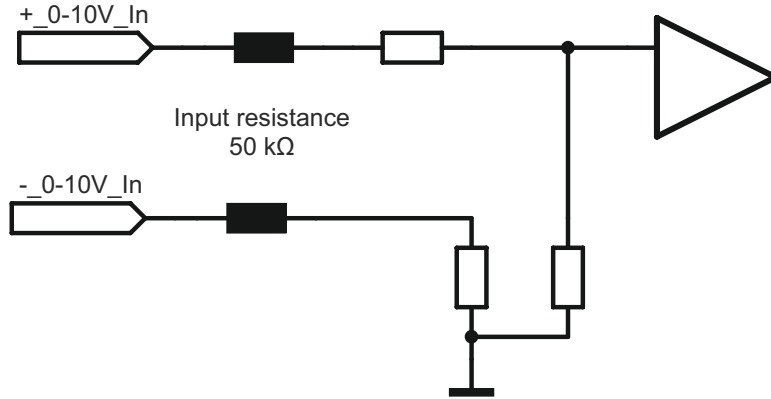 +_0-10V_In
Input resistance
50 kΩ
-_0-10V_In